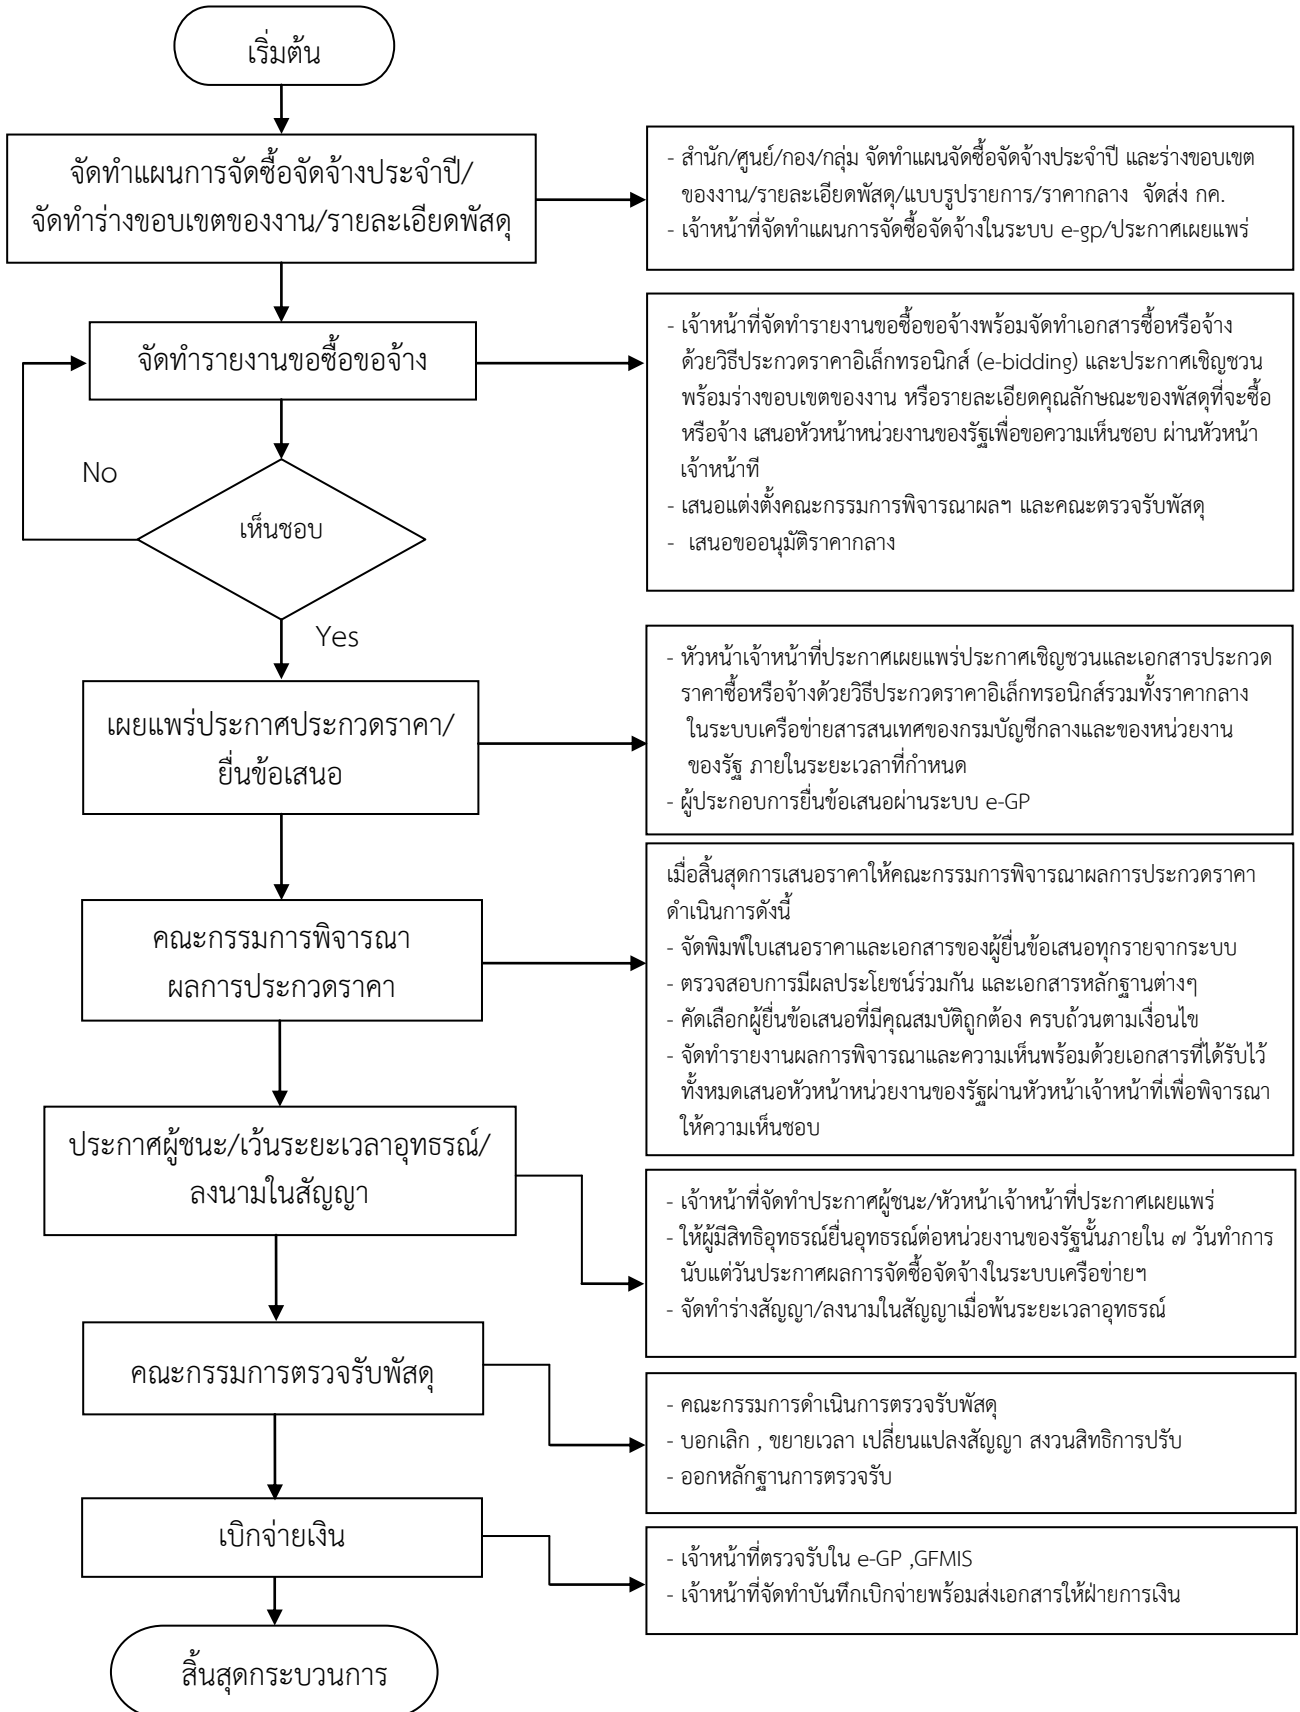 เริ่มต้น
จัดทำแผนการจัดซื้อจัดจ้างประจำปี/
จัดทำร่างขอบเขตของงาน/รายละเอียดพัสดุ
- สำนัก/ศูนย์/กอง/กลุ่ม จัดทำแผนจัดซื้อจัดจ้างประจำปี และร่างขอบเขต
ของงาน/รายละเอียดพัสดุ/แบบรูปรายการ/ราคากลาง จัดส่ง กค.
- เจ้าหน้าที่จัดทำแผนการจัดซื้อจัดจ้างในระบบ e-gp/ประกาศเผยแพร่
จัดทำรายงานขอซื้อขอจ้าง
- เจ้าหน้าที่จัดทำรายงานขอซื้อขอจ้างพร้อมจัดทำเอกสารซื้อหรือจ้าง
ด้วยวิธีประกวดราคาอิเล็กทรอนิกส์ (e-bidding) และประกาศเชิญชวน
พร้อมร่างขอบเขตของงาน หรือรายละเอียดคุณลักษณะของพัสดุที่จะซื้อ
หรือจ้าง เสนอหัวหน้าหน่วยงานของรัฐเพื่อขอความเห็นชอบ ผ่านหัวหน้า
เจ้าหน้าที
- เสนอแต่งตั้งคณะกรรมการพิจารณาผลฯ และคณะตรวจรับพัสดุ
- เสนอขออนุมัติราคากลาง
No
เห็นชอบ
Yes
เผยแพร่ประกาศประกวดราคา/
ยื่นข้อเสนอ
- หัวหน้าเจ้าหน้าที่ประกาศเผยแพร่ประกาศเชิญชวนและเอกสารประกวด
ราคาซื้อหรือจ้างด้วยวิธีประกวดราคาอิเล็กทรอนิกส์รวมทั้งราคากลาง
ในระบบเครือข่ายสารสนเทศของกรมบัญชีกลางและของหน่วยงาน
ของรัฐ ภายในระยะเวลาที่กำหนด
- ผู้ประกอบการยื่นข้อเสนอผ่านระบบ e-GP
คณะกรรมการพิจารณา
ผลการประกวดราคา
เมื่อสิ้นสุดการเสนอราคาให้คณะกรรมการพิจารณาผลการประกวดราคา
ดำเนินการดังนี้
- จัดพิมพ์ใบเสนอราคาและเอกสารของผู้ยื่นข้อเสนอทุกรายจากระบบ
- ตรวจสอบการมีผลประโยชน์ร่วมกัน และเอกสารหลักฐานต่างๆ
- คัดเลือกผู้ยื่นข้อเสนอที่มีคุณสมบัติถูกต้อง ครบถ้วนตามเงื่อนไข
- จัดทำรายงานผลการพิจารณาและความเห็นพร้อมด้วยเอกสารที่ได้รับไว้
ทั้งหมดเสนอหัวหน้าหน่วยงานของรัฐผ่านหัวหน้าเจ้าหน้าที่เพื่อพิจารณา
ให้ความเห็นชอบ
ประกาศผู้ชนะ/เว้นระยะเวลาอุทธรณ์/
ลงนามในสัญญา
- เจ้าหน้าที่จัดทำประกาศผู้ชนะ/หัวหน้าเจ้าหน้าที่ประกาศเผยแพร่
- ให้ผู้มีสิทธิอุทธรณ์ยื่นอุทธรณ์ต่อหน่วยงานของรัฐนั้นภายใน ๗ วันทำการ
นับแต่วันประกาศผลการจัดซื้อจัดจ้างในระบบเครือข่ายฯ
- จัดทำร่างสัญญา/ลงนามในสัญญาเมื่อพ้นระยะเวลาอุทธรณ์
คณะกรรมการตรวจรับพัสดุ
- คณะกรรมการดำเนินการตรวจรับพัสดุ
- บอกเลิก , ขยายเวลา เปลี่ยนแปลงสัญญา สงวนสิทธิการปรับ
- ออกหลักฐานการตรวจรับ
เบิกจ่ายเงิน
- เจ้าหน้าที่ตรวจรับใน e-GP ,GFMIS
- เจ้าหน้าที่จัดทำบันทึกเบิกจ่ายพร้อมส่งเอกสารให้ฝ่ายการเงิน
สิ้นสุดกระบวนการ